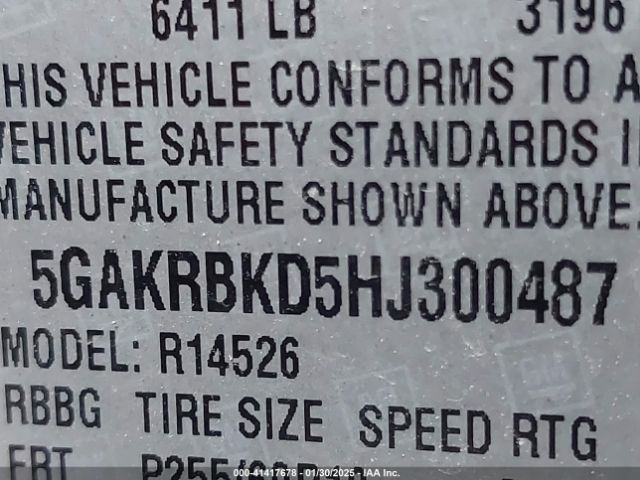 6411 LB 3196
HIS VEHICLE CONFORMS TO A
VEHICLE SAFETY STANDARDS
MANUFACTURE SHOWN ABOVE.
5GAKRBKD5HJ300487
MODEL: R14526
RBBG TIRE SIZE SPEED RTG
FRT
000-41417678 - 01/30/2025 - IAA Inc.